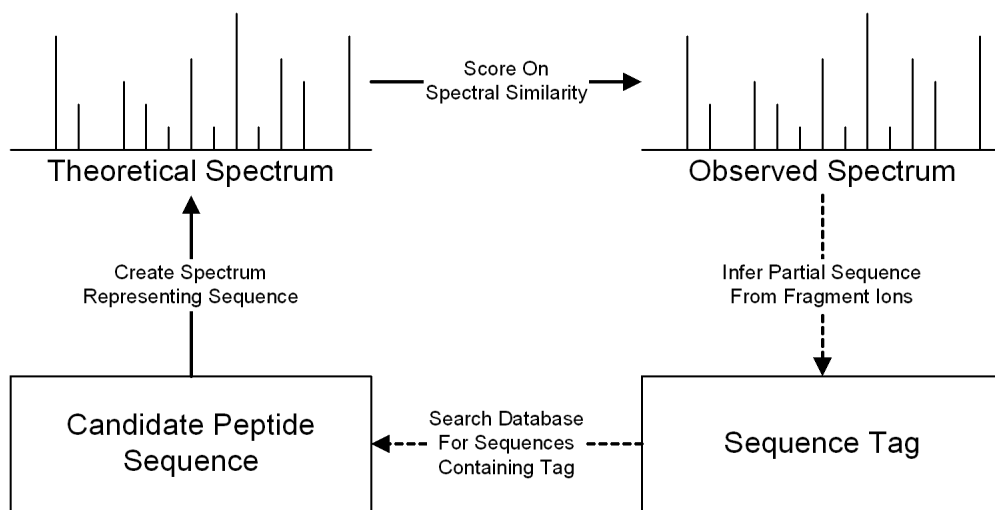 Score On
Spectral Similarity
Theoretical Spectrum
Observed Spectrum
Create Spectrum
Representing Sequence
Infer Partial Sequence
From Fragment Ions
Candidate Peptide
Sequence
Search Database
For Sequences
Containing Tag
Sequence Tag